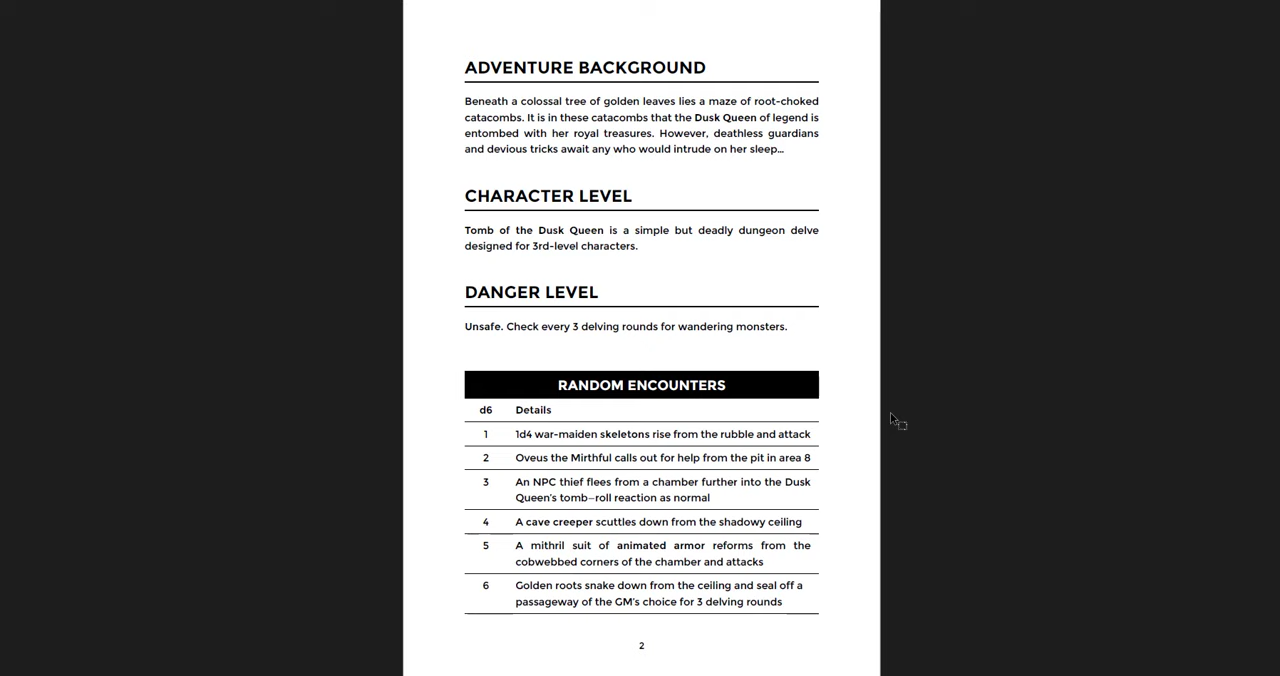 ADVENTURE BACKGROUND
Beneath a colossal tree of golden leaves lies a maze of root-choked
catacombs. It is in these catacombs that the Dusk Queen of legend is
entombed with her royal treasures. However, deathless guardians
and devious tricks await any who would intrude on her sleep…
CHARACTER LEVEL
Tomb of the Dusk Queen is a simple but deadly dungeon delve
designed for 3rd-level characters.
DANGER LEVEL
Unsafe. Check every 3 delving rounds for wandering monsters.
RANDOM ENCOUNTERS
d6 Details
1 1d4 war-maiden skeletons rise from the rubble and attack
2 Oveus the Mirthful calls out for help from the pit in area 8
3 An NPC thief flees from a chamber further into the Dusk
Queen's tomb—roll reaction as normal
4 A cave creeper scuttles down from the shadowy ceiling
5 A mithril suit of animated armor reforms from the
cobwebbed corners of the chamber and attacks
6 Golden roots snake down from the ceiling and seal off a
passageway of the GM's choice for 3 delving rounds
2